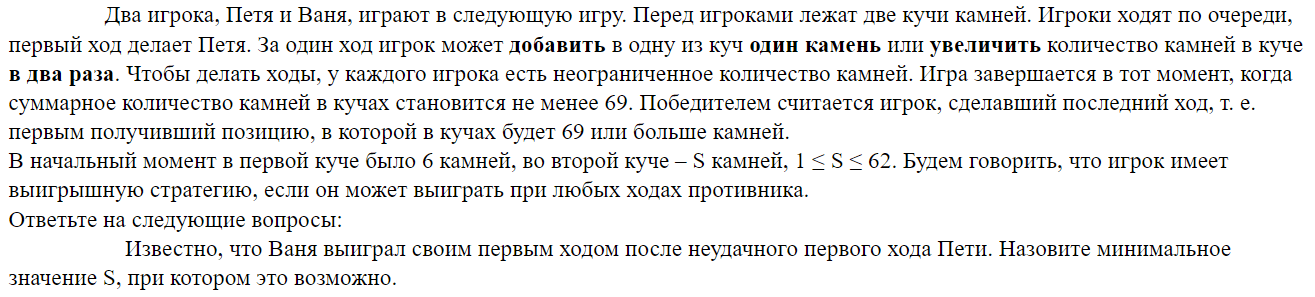 Два игрока, Петя и Ваня, играют в следующую игру. Перед игроками лежат две кучи камней. Игроки ходят по очереди,
первый ход делает Петя. За один ход игрок может добавить в одну из куч один камень или увеличить количество камней в куче
в два раза. Чтобы делать ходы, у каждого игрока есть неограниченное количество камней. Игра завершается в тот момент, когда
суммарное количество камней в кучах становится не менее 69. Победителем считается игрок, сделавший последний ход, т. е.
первым получивший позицию, в которой в кучах будет 69 или больше камней.
В начальный момент в первой куче было 6 камней, во второй куче – S камней, 1 ≤ S ≤ 62. Будем говорить, что игрок имеет
выигрышную стратегию, если он может выиграть при любых ходах противника.
Ответьте на следующие вопросы:
Известно, что Ваня выиграл своим первым ходом после неудачного первого хода Пети. Назовите минимальное
значение S, при котором это возможно.